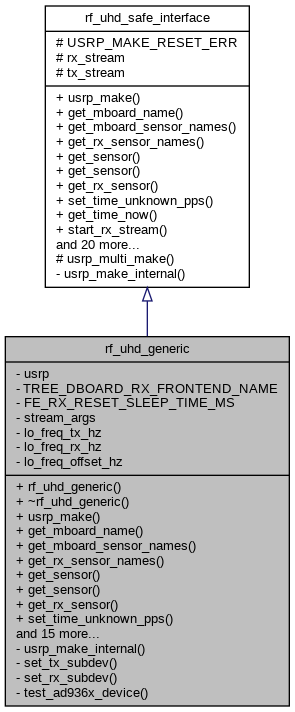 rf_uhd_safe_interface
# USRP_MAKE_RESET_ERR
# rx_stream
# tx_stream
+ usrp_make()
+ get_mboard_name()
+ get_mboard_sensor_names()
+ get_rx_sensor_names()
+ get_sensor()
+ get_sensor()
+ get_rx_sensor()
+ set_time_unknown_pps()
+ get_time_now()
+ start_rx_stream()
and 20 more...
# usrp_multi_make()
- usrp_make_internal()
rf_uhd_generic
- usrp
- TREE_DBOARD_RX_FRONTEND_NAME
- FE_RX_RESET_SLEEP_TIME_MS
- stream_args
- lo_freq_tx_hz
- lo_freq_rx_hz
- lo_freq_offset_hz
+ rf_uhd_generic()
+ ~rf_uhd_generic()
+ usrp_make()
+ get_mboard_name()
+ get_mboard_sensor_names()
+ get_rx_sensor_names()
+ get_sensor()
+ get_sensor()
+ get_rx_sensor()
+ set_time_unknown_pps()
and 15 more...
- usrp_make_internal()
- set_tx_subdev()
- set_rx_subdev()
- test_ad936x_device()